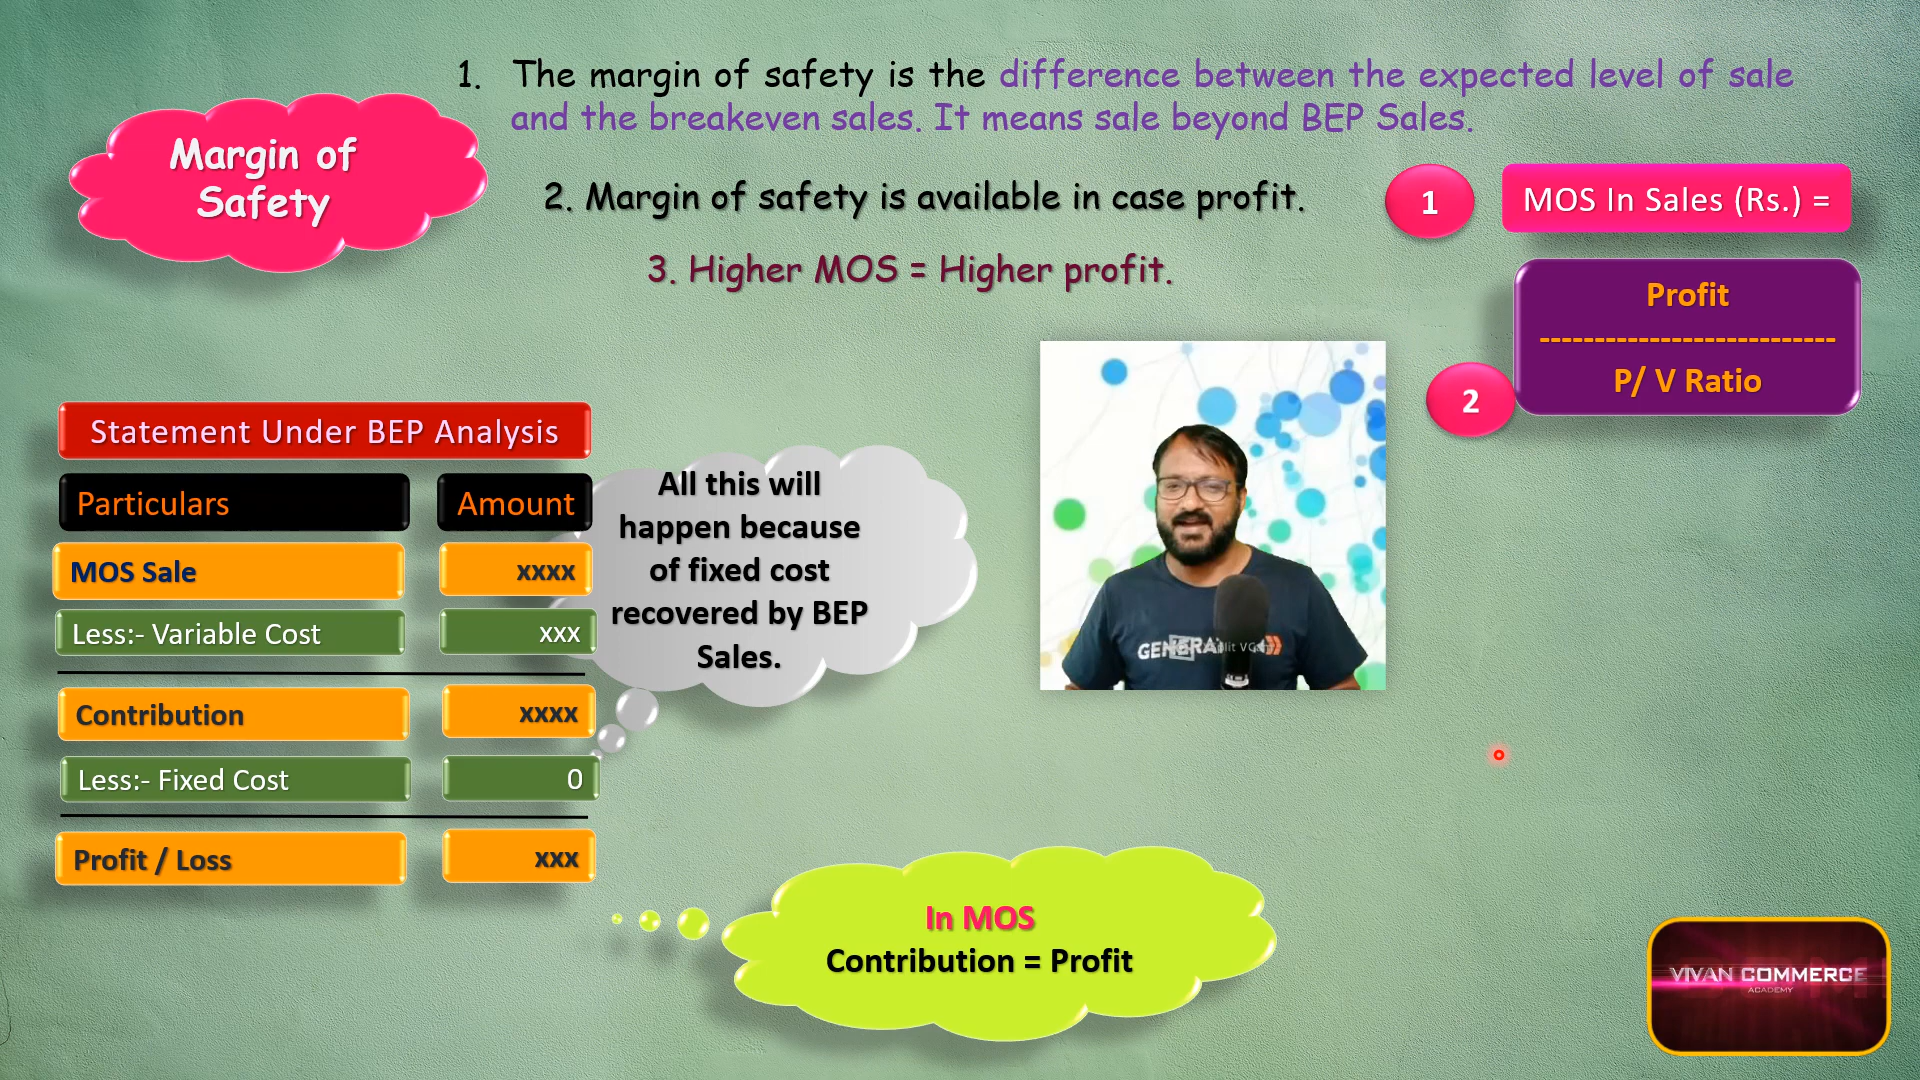 Margin of
Safety
1. The margin of safety is the difference between the expected level of sale
and the breakeven sales. It means sale beyond BEP Sales.
2. Margin of safety is available in case profit.
3. Higher MOS = Higher profit.
1
MOS In Sales (Rs.) =
Profit
---------------------------
P/ V Ratio
2
Statement Under BEP Analysis
Particulars Amount
MOS Sale xxxx
Less:- Variable Cost xxx
Contribution xxxx
Less:- Fixed Cost 0
Profit / Loss xxx
All this will
happen because
of fixed cost
recovered by BEP
Sales.
In MOS
Contribution = Profit
VIVAN COMMERCE
ACADEMY